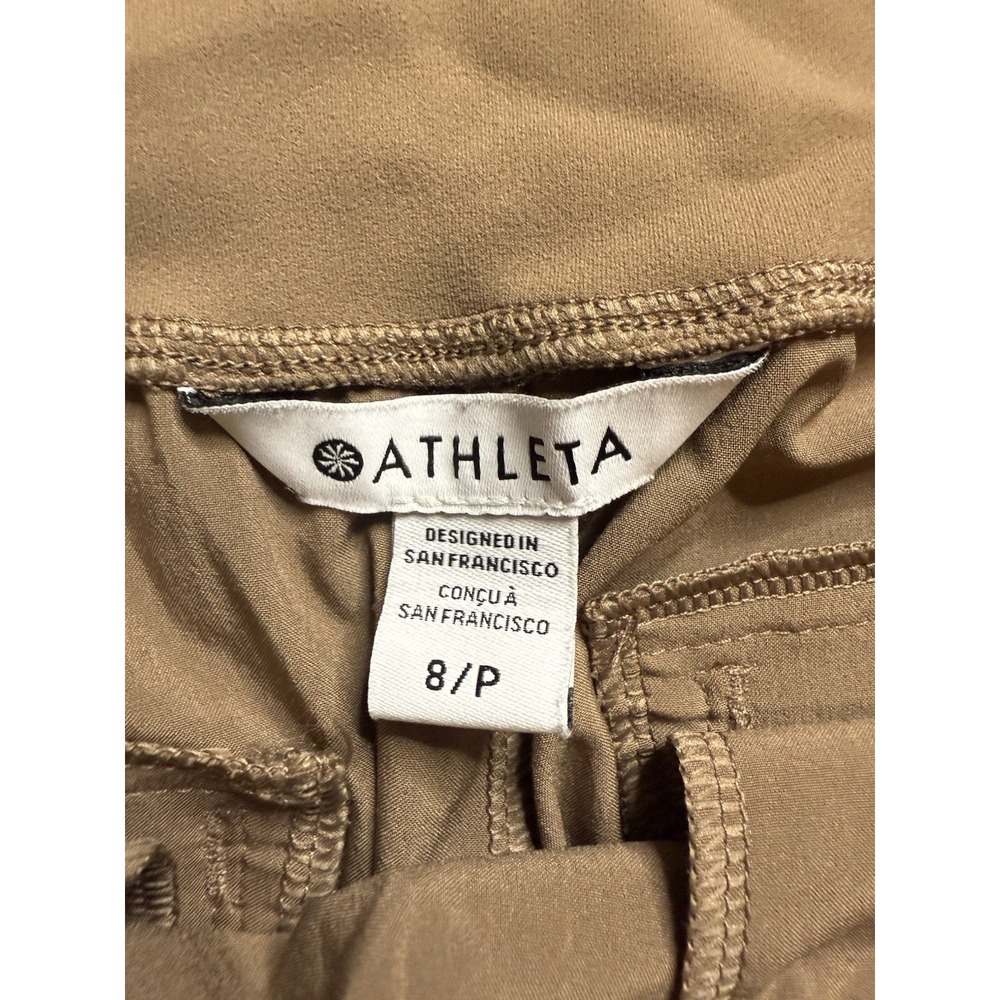 ATHLETA
DESIGNED IN
SAN FRANCISCO
CONÇU À
SAN FRANCISCO
8/P